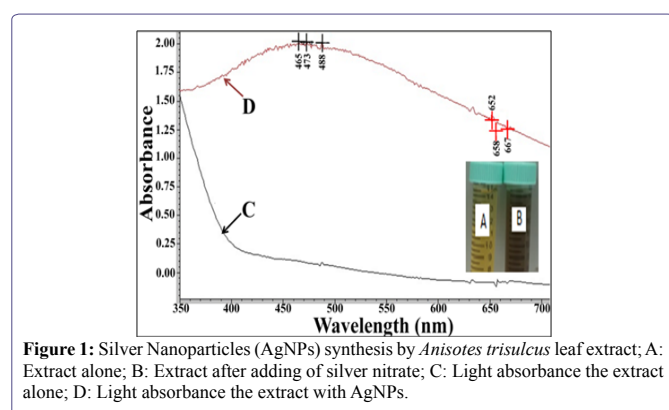 2.00
1.75
1.50
1.25
1.00
0.75
0.50
0.25
0.00
Absorbance
465
473
488
652
658
667
D
C
A
B
350 400 450 500 550 600 650 700
Wavelength (nm)
Figure 1: Silver Nanoparticles (AgNPs) synthesis by Anisotes trisulcus leaf extract; A:
Extract alone; B: Extract after adding of silver nitrate; C: Light absorbance the extract
alone; D: Light absorbance the extract with AgNPs.